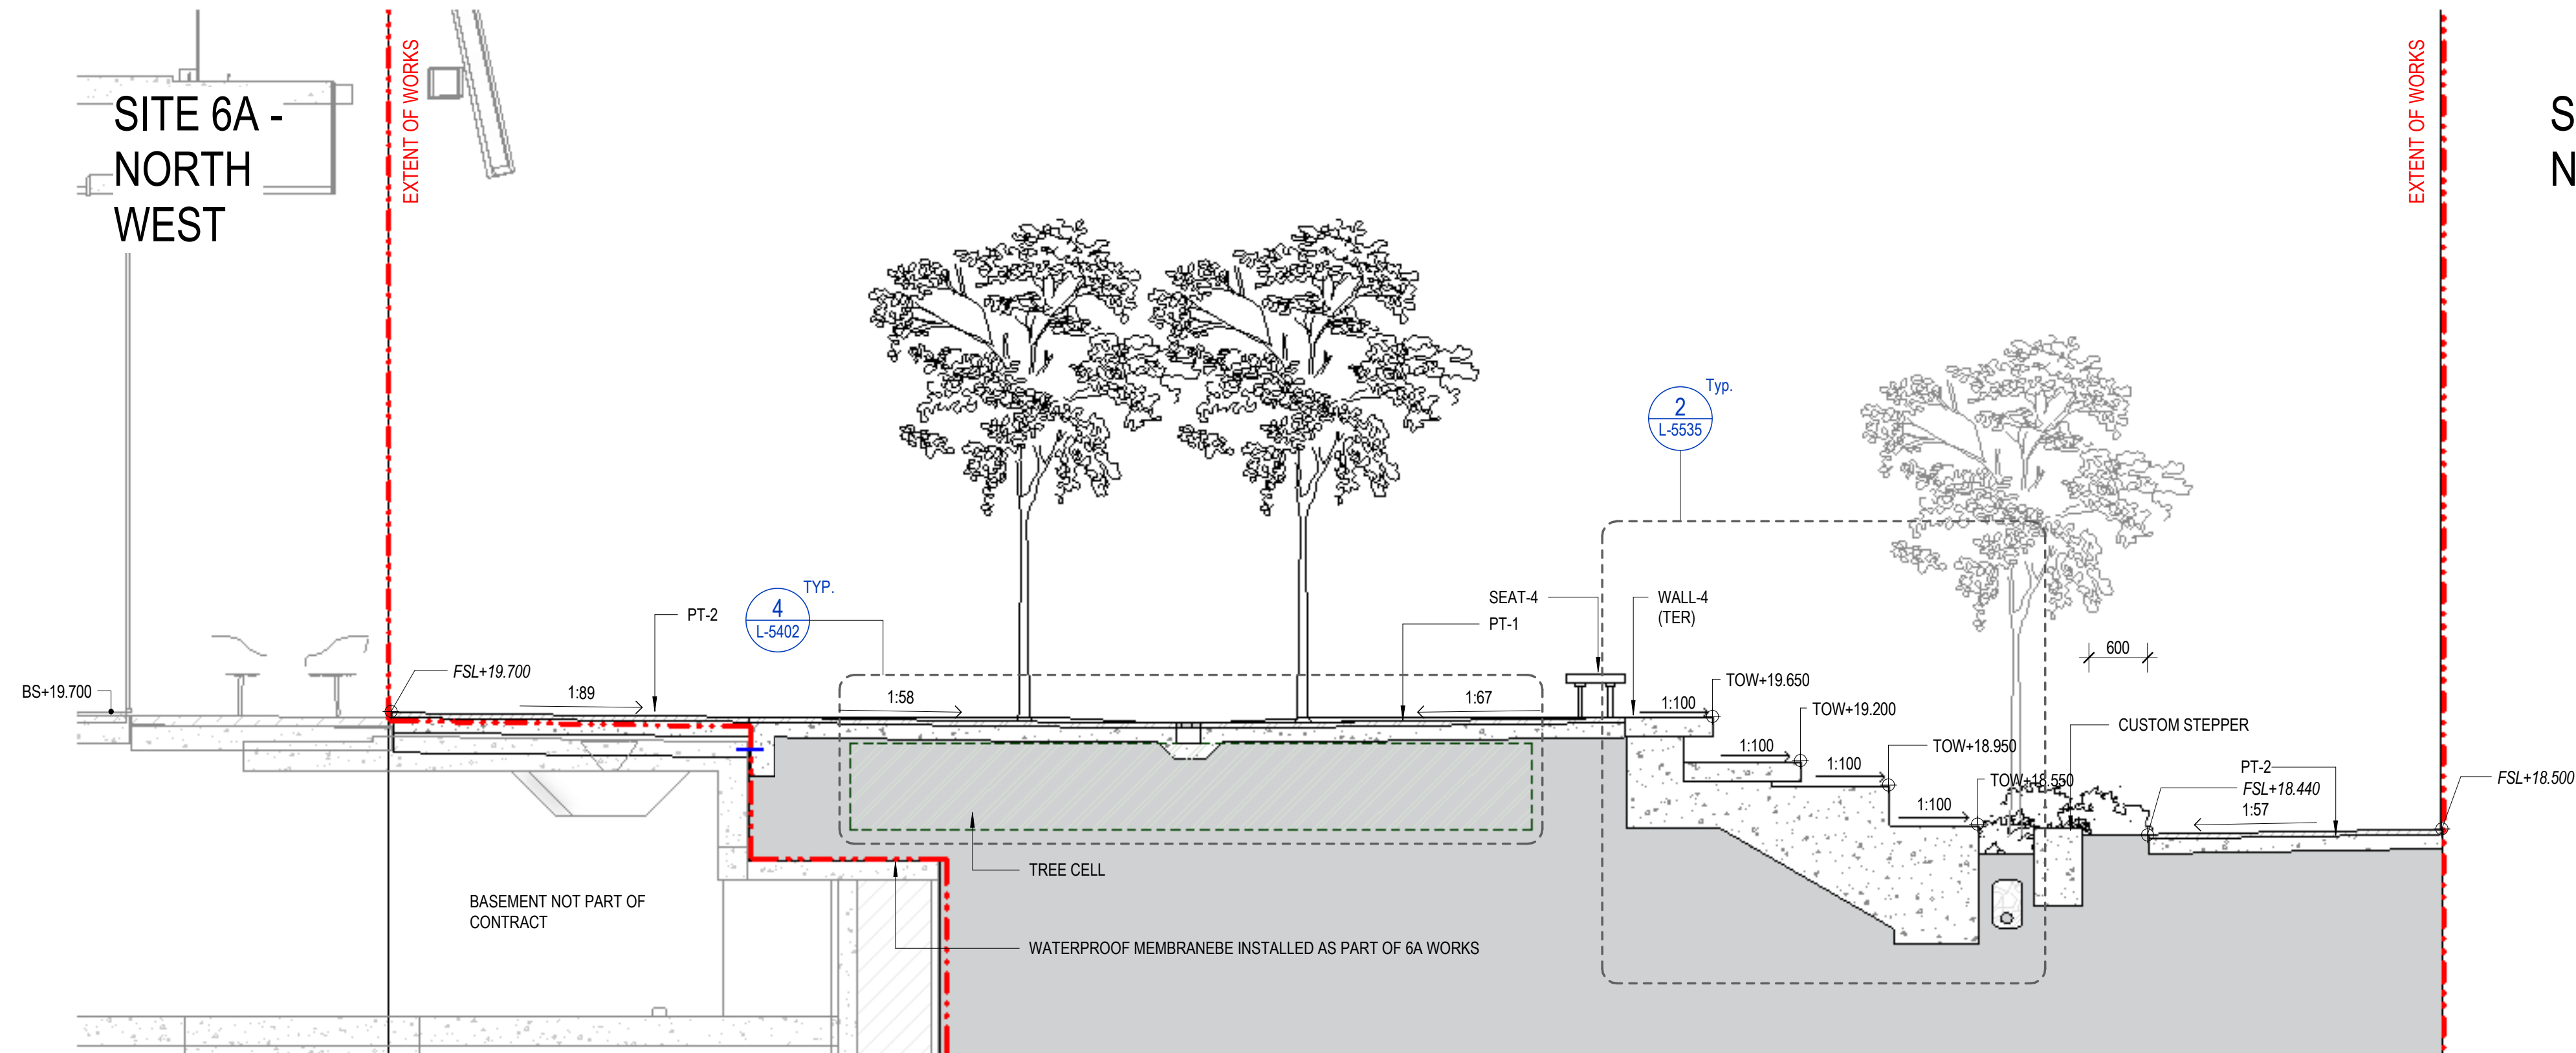 SITE 6A -
NORTH
WEST
EXTENT OF WORKS
EXTENT OF WORKS
S
N
2
L-5535
Typ.
4
L-5402
TYP.
PT-2
SEAT-4
PT-1
WALL-4
(TER)
600
BS+19.700
FSL+19.700
1:89
1:58
1:67
1:100
TOW+19.650
TOW+19.200
1:100
TOW+18.950
1:100
TOW+18.550
1:100
CUSTOM STEPPER
PT-2
FSL+18.440
1:57
FSL+18.500
TREE CELL
BASEMENT NOT PART OF
CONTRACT
WATERPROOF MEMBRANEBE INSTALLED AS PART OF 6A WORKS